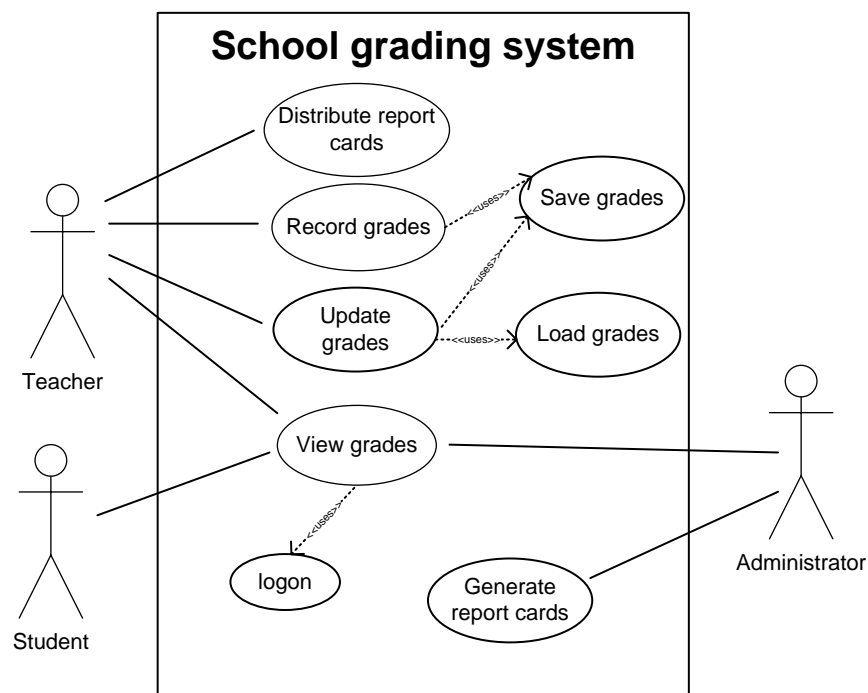 School grading system
Distribute report
cards
Save grades
<<uses>>
Record grades
<<uses>>
Update
grades
<<uses>>
Load grades
Teacher
View grades
<<uses>>
logon
Generate
report cards
Administrator
Student